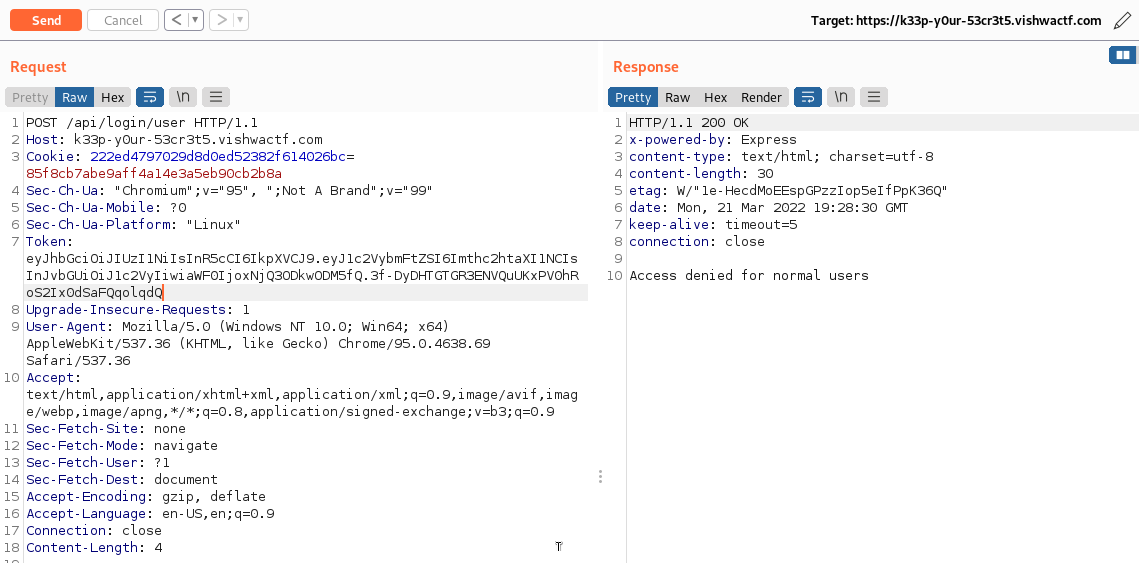 Send Cancel < > Target: https://k33p-y0ur-53cr3t5.vishwactf.com
Request
Pretty Raw Hex \n
1 POST /api/login/user HTTP/1.1
2 Host: k33p-y0ur-53cr3t5.vishwactf.com
3 Cookie: 222ed4797029d8d0ed52382f614026bc=
85f8cb7abe9aff4a14e3a5eb90cb2b8a
4 Sec-Ch-Ua: "Chromium";v="95", ";Not A Brand";v="99"
5 Sec-Ch-Ua-Mobile: ?0
6 Sec-Ch-Ua-Platform: "Linux"
7 Token:
eyJhbGciOiJIUzI1NiIsInR5cCI6IkpXVCJ9.eyJ1c2VybmFtZSI6Imthc2htaXI1NCIs
InJvbGUiOiJ1c2VyIiwiaWF0IjoxNjQ3ODkwODM5fQ.3f-DyDHTGTGR3ENVQuUKxPV0hR
oS2Ix0dSaFQqolqdQ
8 Upgrade-Insecure-Requests: 1
9 User-Agent: Mozilla/5.0 (Windows NT 10.0; Win64; x64)
AppleWebKit/537.36 (KHTML, like Gecko) Chrome/95.0.4638.69
Safari/537.36
10 Accept:
text/html,application/xhtml+xml,application/xml;q=0.9,image/avif,imag
e/webp,image/apng,*/*;q=0.8,application/signed-exchange;v=b3;q=0.9
11 Sec-Fetch-Site: none
12 Sec-Fetch-Mode: navigate
13 Sec-Fetch-User: ?1
14 Sec-Fetch-Dest: document
15 Accept-Encoding: gzip, deflate
16 Accept-Language: en-US,en;q=0.9
17 Connection: close
18 Content-Length: 4
Response
Pretty Raw Hex Render \n
1 HTTP/1.1 200 OK
2 x-powered-by: Express
3 content-type: text/html; charset=utf-8
4 content-length: 30
5 etag: W/"1e-HecdMoEEspGPzzIop5eIfPpK36Q"
6 date: Mon, 21 Mar 2022 19:28:30 GMT
7 keep-alive: timeout=5
8 connection: close
9
10 Access denied for normal users